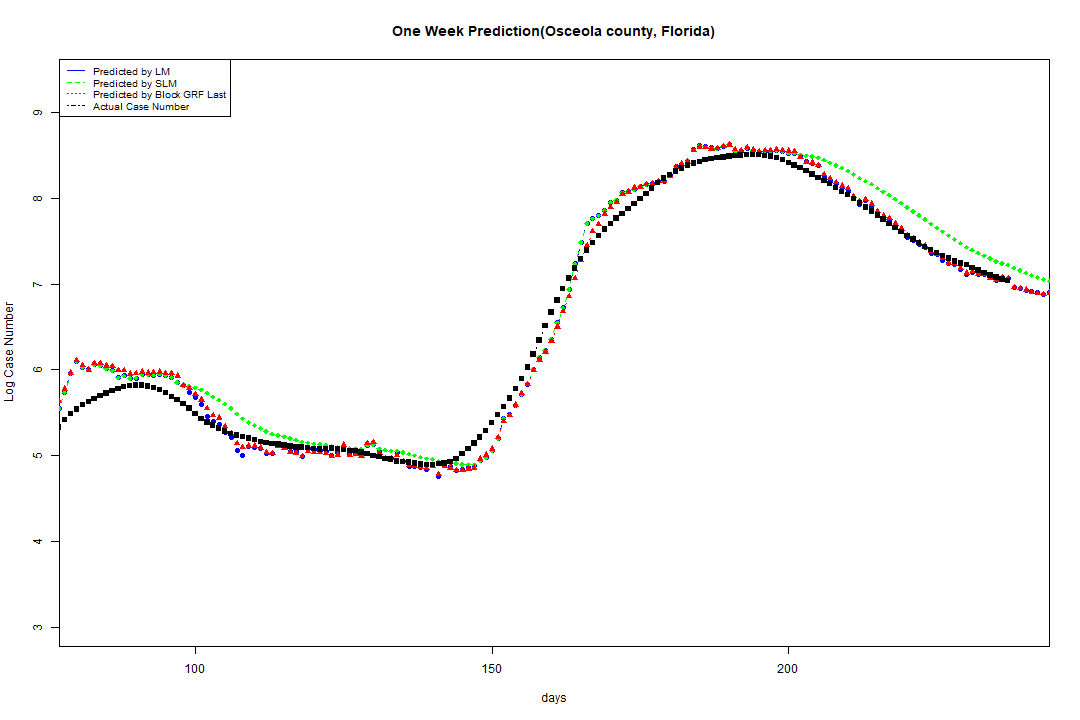 One Week Prediction(Osceola county, Florida)
Predicted by LM
Predicted by SLM
Predicted by Block GRF Last
Actual Case Number
9
8
7
6
5
4
3
Log Case Number
100 150 200
days